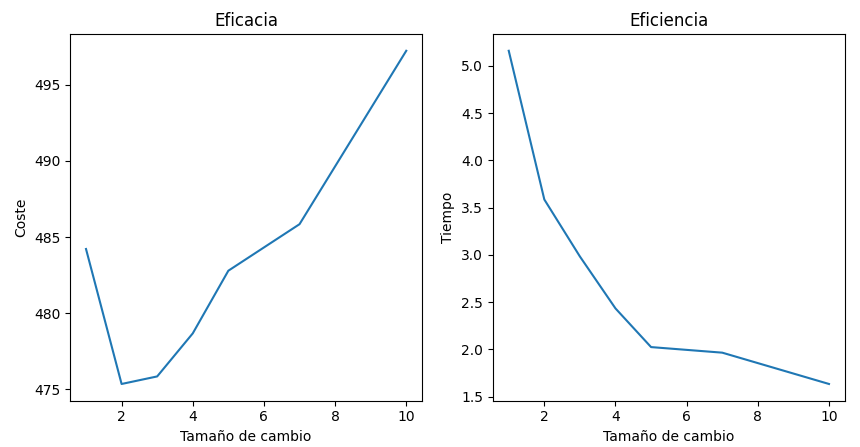 Eficacia
495
490
485
480
475
Coste
2 4 6 8 10
Tamaño de cambio
Eficiencia
5.0
4.5
4.0
3.5
3.0
2.5
2.0
1.5
Tiempo
2 4 6 8 10
Tamaño de cambio